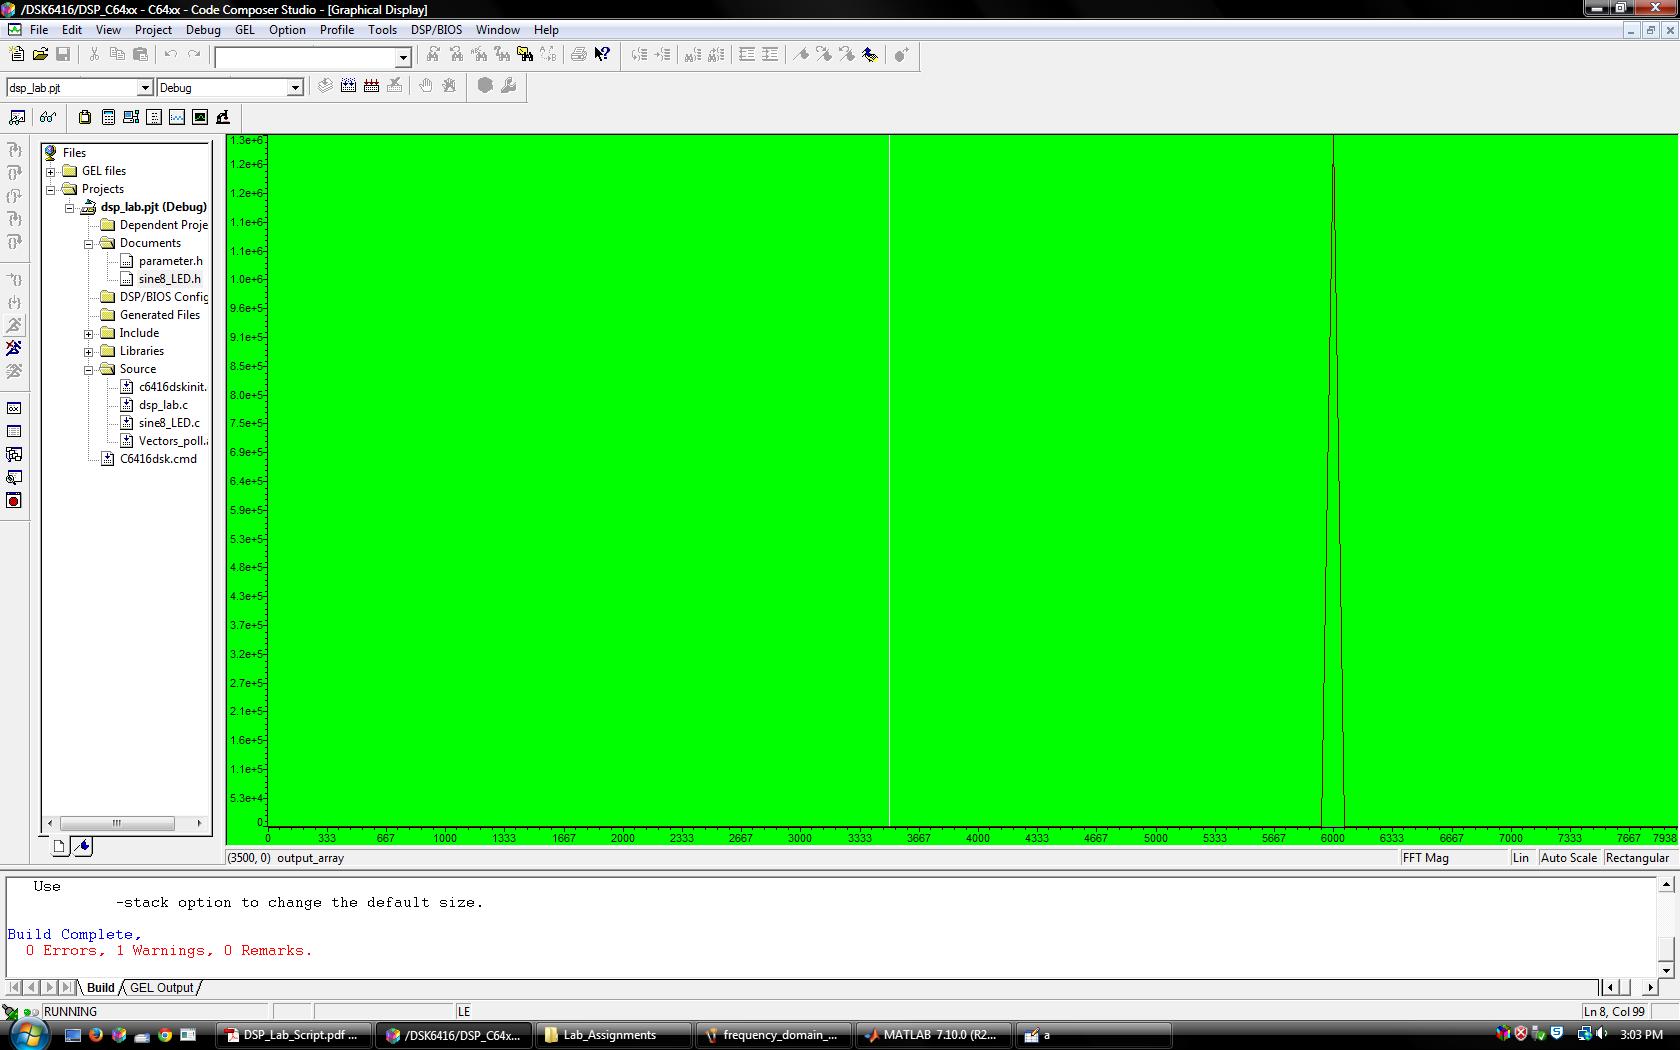 /DSK6416/DSP_C64xx - C64xx - Code Composer Studio - [Graphical Display]
File Edit View Project Debug GEL Option Profile Tools DSP/BIOS Window Help
dsp_lab.pjt Debug
Files
GEL files
Projects
dsp_lab.pjt (Debug)
Dependent Proje
Documents
parameter.h
sine8_LED.h
DSP/BIOS Config
Generated Files
Include
Libraries
Source
c6416dskinit.
dsp_lab.c
sine8_LED.c
Vectors_poll.a
C6416dsk.cmd
1.3e+6
1.2e+6
1.2e+6
1.1e+6
1.1e+6
1.0e+6
9.6e+5
9.1e+5
8.5e+5
8.0e+5
7.5e+5
6.9e+5
6.4e+5
5.9e+5
5.3e+5
4.8e+5
4.3e+5
3.7e+5
3.2e+5
2.7e+5
2.1e+5
1.6e+5
1.1e+5
5.3e+4
0
0 333 667 1000 1333 1667 2000 2333 2667 3000 3333 3667 4000 4333 4667 5000 5333 5667 6000 6333 6667 7000 7333 7667 7938
(3500, 0) output_array FFT Mag Lin Auto Scale Rectangular
Use
-stack option to change the default size.
Build Complete,
0 Errors, 1 Warnings, 0 Remarks.
Build GEL Output
RUNNING LE Ln 8, Col 99
DSP_Lab_Script.pdf ... /DSK6416/DSP_C64x... Lab_Assignments frequency_domain_... MATLAB 7.10.0 (R2... a 3:03 PM